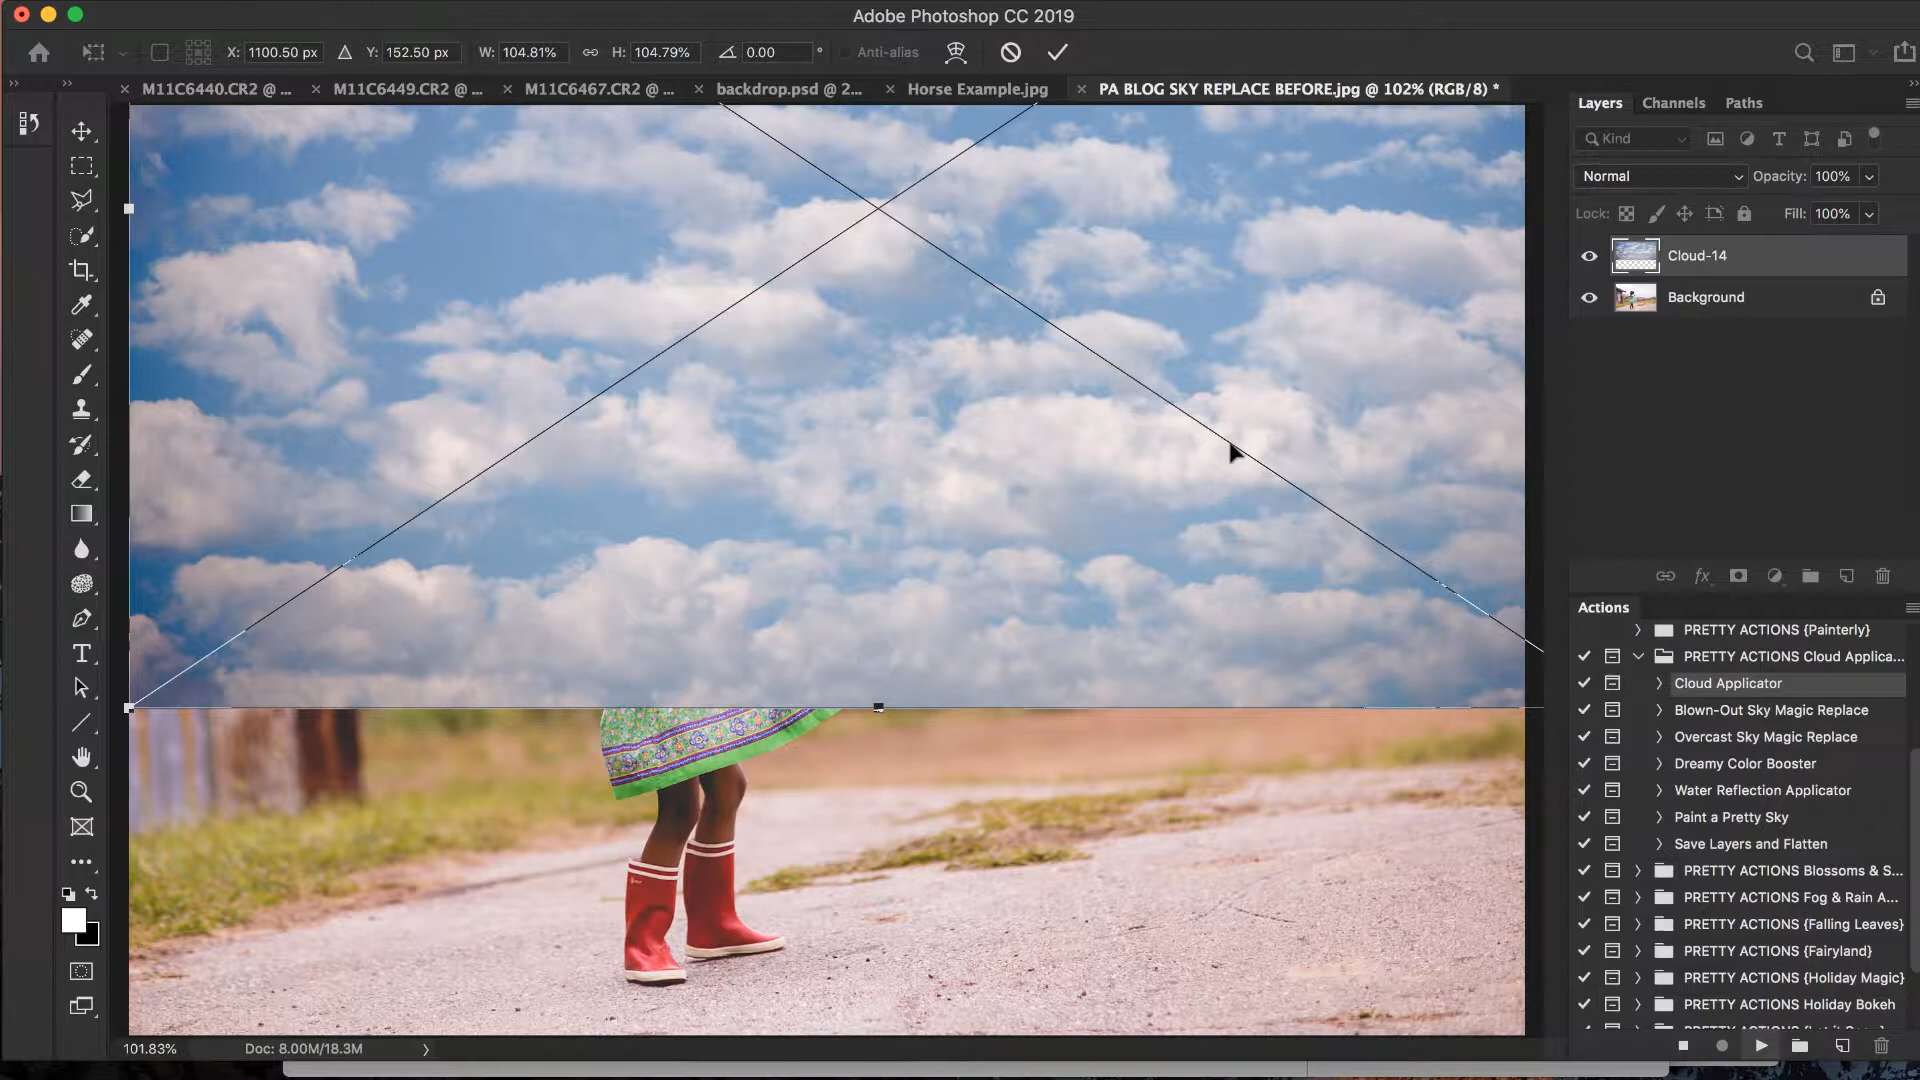 Adobe Photoshop CC 2019
X: 1100.50 px Y: 152.50 px W: 104.81% H: 104.79% 0.00 ° Anti-alias
M11C6440.CR2 @ ... M11C6449.CR2 @ ... M11C6467.CR2 @ ... backdrop.psd @ 2... Horse Example.jpg PA BLOG SKY REPLACE BEFORE.jpg @ 102% (RGB/8) *
Layers Channels Paths
Kind
Normal Opacity: 100%
Lock: Fill: 100%
Cloud-14
Background
fx
Actions
PRETTY ACTIONS {Painterly}
PRETTY ACTIONS Cloud Applica...
Cloud Applicator
Blown-Out Sky Magic Replace
Overcast Sky Magic Replace
Dreamy Color Booster
Water Reflection Applicator
Paint a Pretty Sky
Save Layers and Flatten
PRETTY ACTIONS Blossoms & S...
PRETTY ACTIONS Fog & Rain A...
PRETTY ACTIONS {Falling Leaves}
PRETTY ACTIONS {Fairyland}
PRETTY ACTIONS {Holiday Magic}
PRETTY ACTIONS Holiday Bokeh
101.83% Doc: 8.00M/18.3M